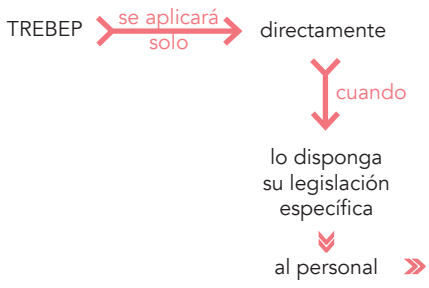 TREBEP
se aplicará
solo
directamente
cuando
lo disponga
su legislación
específica
al personal